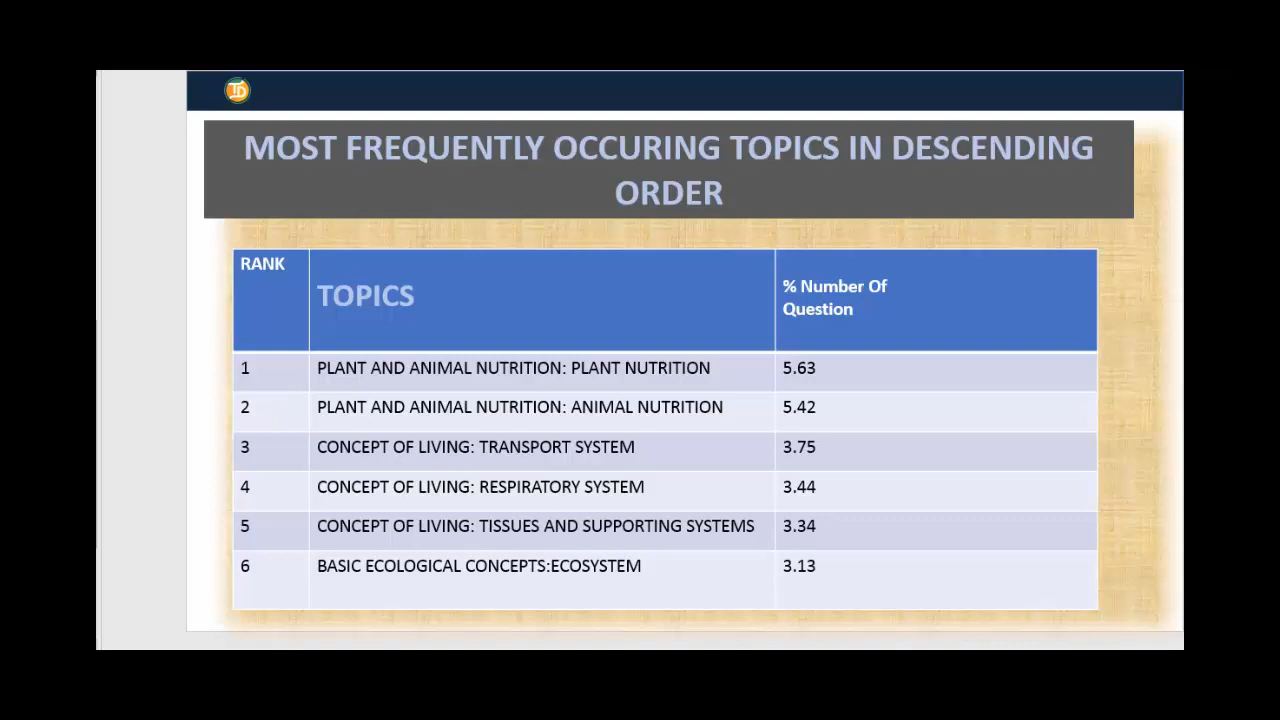 TD
MOST FREQUENTLY OCCURING TOPICS IN DESCENDING
ORDER
RANK
TOPICS
% Number Of
Question
1 PLANT AND ANIMAL NUTRITION: PLANT NUTRITION 5.63
2 PLANT AND ANIMAL NUTRITION: ANIMAL NUTRITION 5.42
3 CONCEPT OF LIVING: TRANSPORT SYSTEM 3.75
4 CONCEPT OF LIVING: RESPIRATORY SYSTEM 3.44
5 CONCEPT OF LIVING: TISSUES AND SUPPORTING SYSTEMS 3.34
6 BASIC ECOLOGICAL CONCEPTS:ECOSYSTEM 3.13